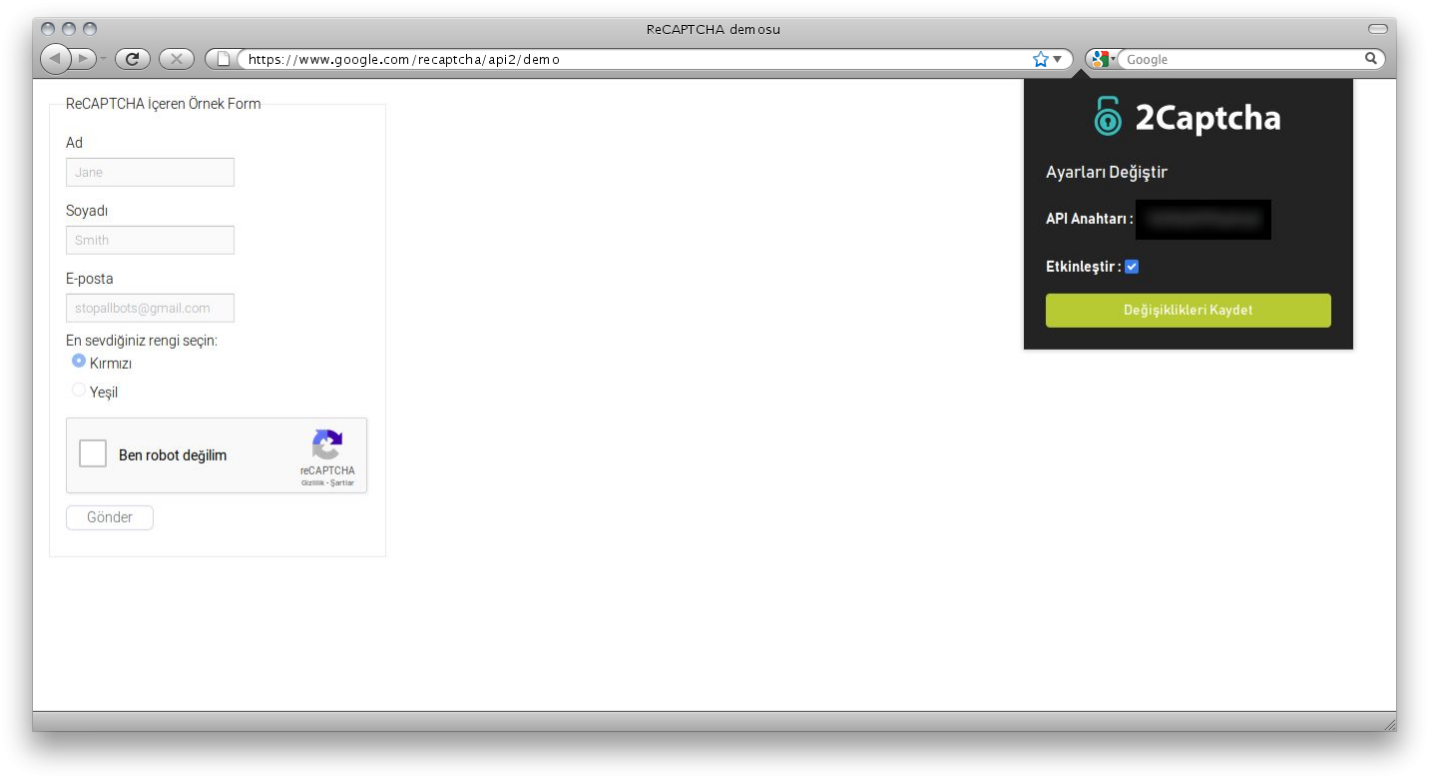 ReCAPTCHA demosu
https://www.google.com/recaptcha/api2/demo
Google
ReCAPTCHA İçeren Örnek Form
Ad
Jane
Soyadı
Smith
E-posta
stopallbots@gmail.com
En sevdiğiniz rengi seçin:
Kırmızı
Yeşil
Ben robot değilim
reCAPTCHA
Gizlilik - Şartlar
Gönder
2Captcha
Ayarları Değiştir
API Anahtarı :
Etkinleştir :
Değişiklikleri Kaydet